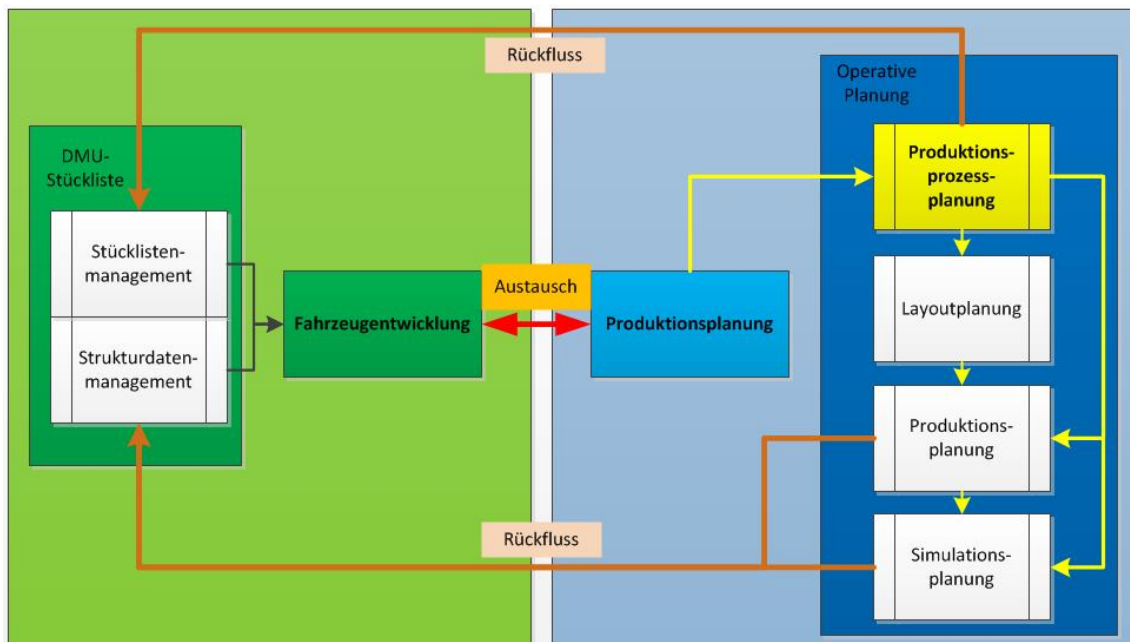 Rückfluss
Operative
Planung
DMU-
Stückliste
Produktions-
prozess-
planung
Stücklisten-
management
Austausch
Fahrzeugentwicklung
Produktionsplanung
Layoutplanung
Strukturdaten-
management
Produktions-
planung
Rückfluss
Simulations-
planung